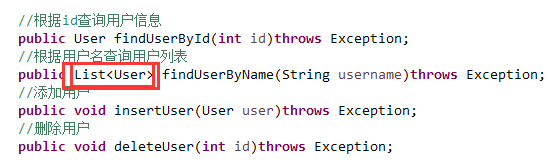 //根据id查询用户信息
public User findUserById(int id)throws Exception;
//根据用户名查询用户列表
public List<User> findUserByName(String username)throws Exception;
//添加用户
public void insertUser(User user)throws Exception;
//删除用户
public void deleteUser(int id)throws Exception;